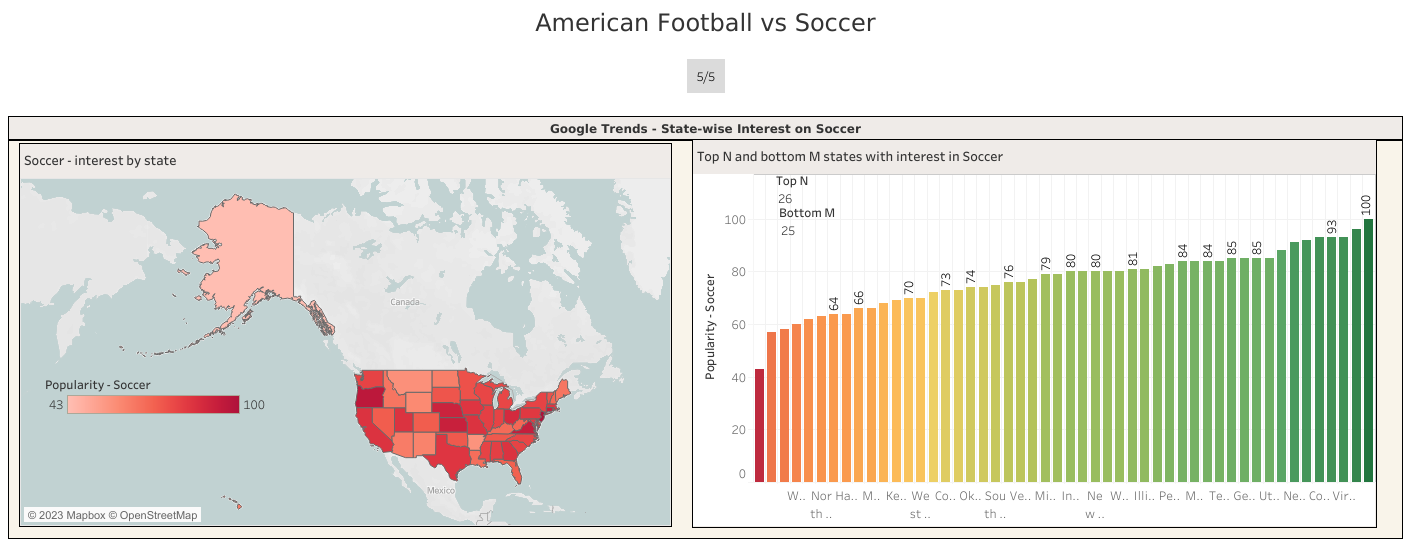 American Football vs Soccer
5/5
Google Trends - State-wise Interest on Soccer
Soccer - interest by state
Canada
Popularity - Soccer
43 100
Mexico
© 2023 Mapbox © OpenStreetMap
Top N and bottom M states with interest in Soccer
Top N
26
Bottom M
25
Popularity - Soccer
100
80
60
40
20
0
64 66 70 73 74 76 79 80 80 81 84 84 85 85 93 100
W.. Nor Ha.. M.. Ke.. We Co.. Ok.. Sou Ve.. Mi.. In.. Ne W.. Illi.. Pe.. M.. Te.. Ge.. Ut.. Ne.. Co.. Vir..
th .. st .. th .. w ..